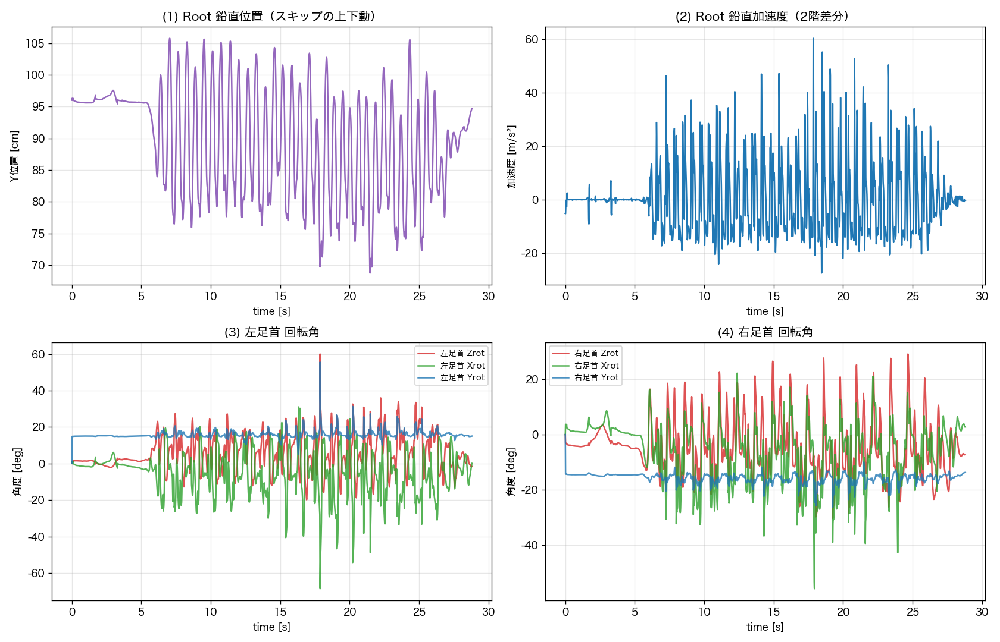 (1) Root 鉛直位置（スキップの上下動）
105
100
95
90
85
80
75
70
Y位置 [cm]
0 5 10 15 20 25 30
time [s]
(2) Root 鉛直加速度（2階差分）
60
40
20
0
-20
加速度 [m/s²]
0 5 10 15 20 25 30
time [s]
(3) 左足首 回転角
左足首 Zrot
左足首 Xrot
左足首 Yrot
60
40
20
0
-20
-40
-60
角度 [deg]
0 5 10 15 20 25 30
time [s]
(4) 右足首 回転角
右足首 Zrot
右足首 Xrot
右足首 Yrot
20
0
-20
-40
角度 [deg]
0 5 10 15 20 25 30
time [s]